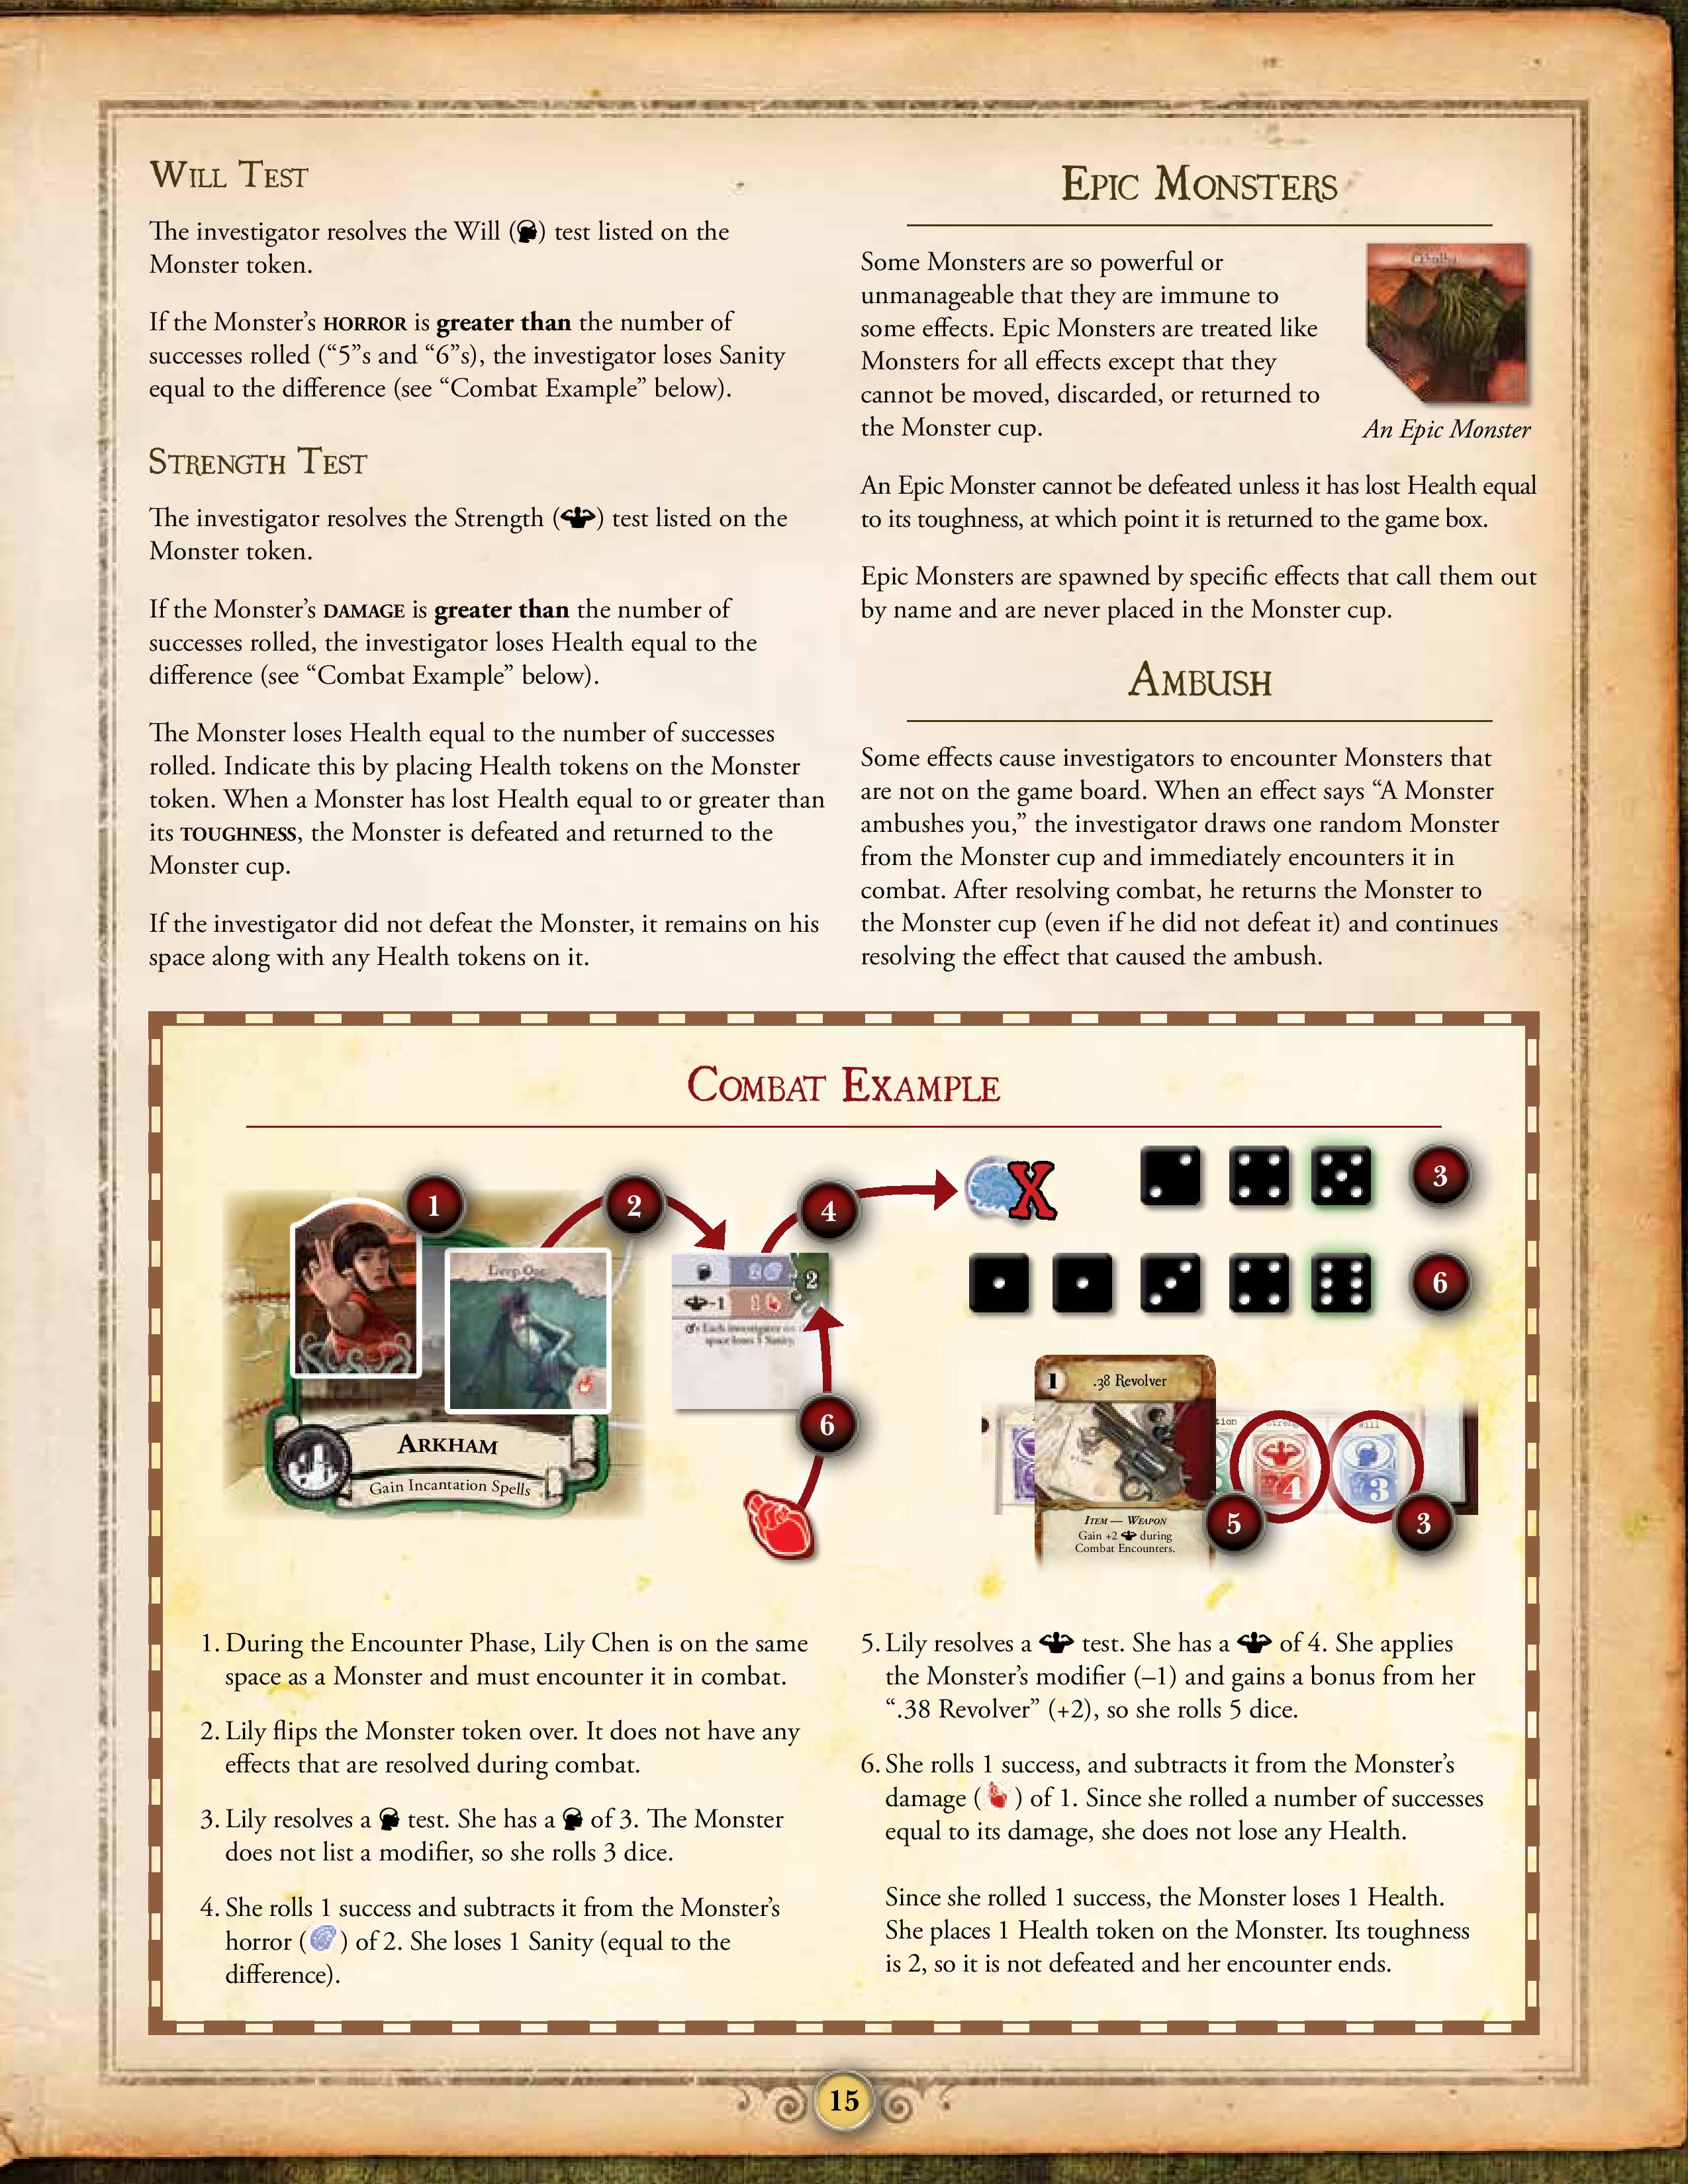 Will Test
The investigator resolves the Will ( ) test listed on the
Monster token.
If the Monster’s horror is greater than the number of
successes rolled (“5”s and “6”s), the investigator loses Sanity
equal to the difference (see “Combat Example” below).
Strength Test
The investigator resolves the Strength ( ) test listed on the
Monster token.
If the Monster’s damage is greater than the number of
successes rolled, the investigator loses Health equal to the
difference (see “Combat Example” below).
The Monster loses Health equal to the number of successes
rolled. Indicate this by placing Health tokens on the Monster
token. When a Monster has lost Health equal to or greater than
its toughness, the Monster is defeated and returned to the
Monster cup.
If the investigator did not defeat the Monster, it remains on his
space along with any Health tokens on it.
Epic Monsters
Some Monsters are so powerful or
unmanageable that they are immune to
some effects. Epic Monsters are treated like
Monsters for all effects except that they
cannot be moved, discarded, or returned to
the Monster cup.
Cthulhu
An Epic Monster
An Epic Monster cannot be defeated unless it has lost Health equal
to its toughness, at which point it is returned to the game box.
Epic Monsters are spawned by specific effects that call them out
by name and are never placed in the Monster cup.
Ambush
Some effects cause investigators to encounter Monsters that
are not on the game board. When an effect says “A Monster
ambushes you,” the investigator draws one random Monster
from the Monster cup and immediately encounters it in
combat. After resolving combat, he returns the Monster to
the Monster cup (even if he did not defeat it) and continues
resolving the effect that caused the ambush.
Combat Example
1
2
4
X
3
6
Deep One
2
2
-1
1
Each investigator on
space loses 1 Sanity.
6
Arkham
Gain Incantation Spells
1
.38 Revolver
Item — Weapon
Gain +2 during
Combat Encounters.
tion
Streng
Will
4
3
5
3
1. During the Encounter Phase, Lily Chen is on the same
space as a Monster and must encounter it in combat.
2. Lily flips the Monster token over. It does not have any
effects that are resolved during combat.
3. Lily resolves a test. She has a of 3. The Monster
does not list a modifier, so she rolls 3 dice.
4. She rolls 1 success and subtracts it from the Monster’s
horror ( ) of 2. She loses 1 Sanity (equal to the
difference).
5. Lily resolves a test. She has a of 4. She applies
the Monster’s modifier (–1) and gains a bonus from her
“.38 Revolver” (+2), so she rolls 5 dice.
6. She rolls 1 success, and subtracts it from the Monster’s
damage ( ) of 1. Since she rolled a number of successes
equal to its damage, she does not lose any Health.
Since she rolled 1 success, the Monster loses 1 Health.
She places 1 Health token on the Monster. Its toughness
is 2, so it is not defeated and her encounter ends.
15